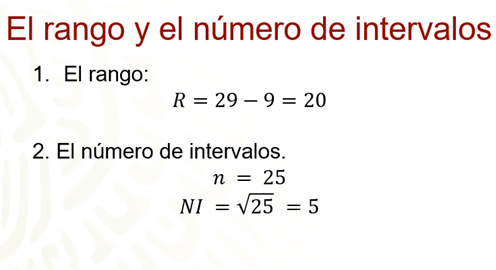 El rango y el número de intervalos
1. El rango:
R = 29 − 9 = 20
2. El número de intervalos.
n = 25
NI = √25 = 5